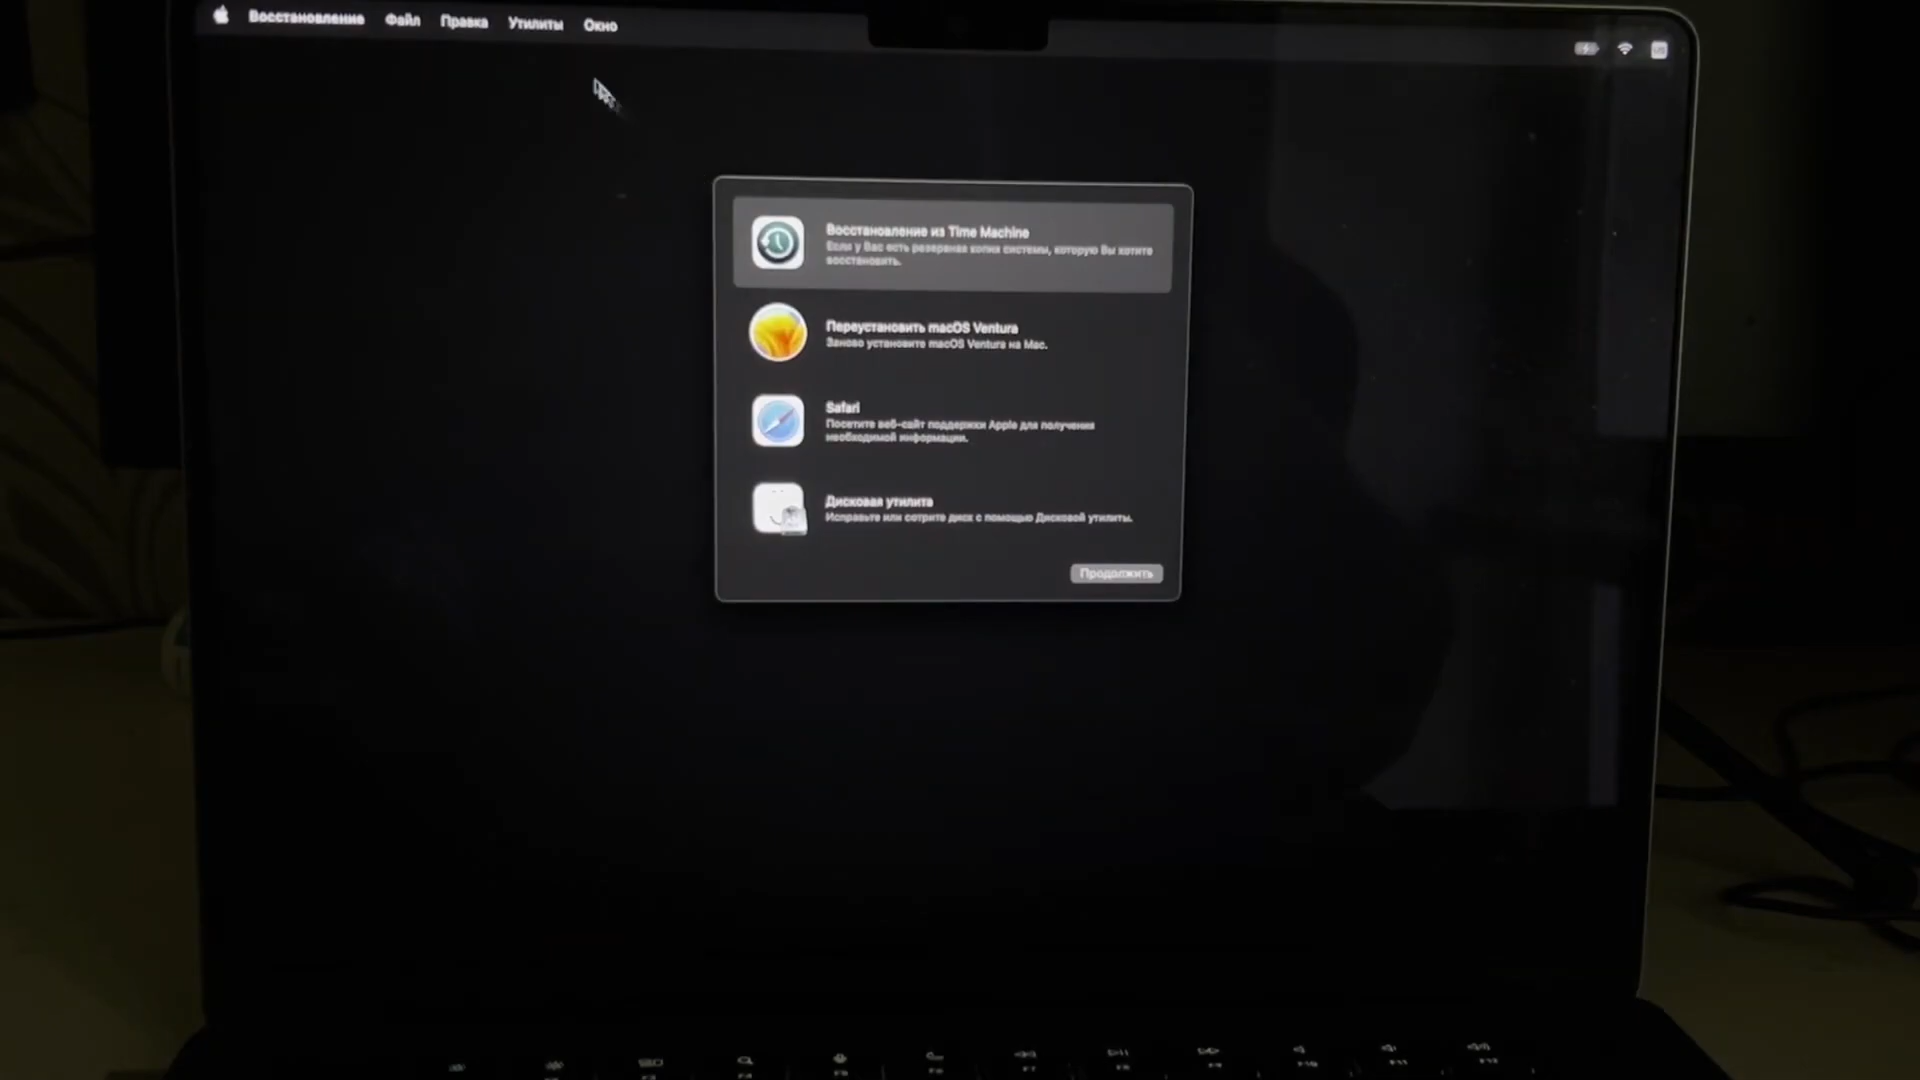 Восстановление Файл Правка Утилиты Окно
Восстановление из Time Machine
Если у Вас есть резервная копия системы, которую Вы хотите
восстановить.
Переустановить macOS Ventura
Заново установите macOS Ventura на Mac.
Safari
Посетите веб-сайт поддержки Apple для получения
необходимой информации.
Дисковая утилита
Исправьте или сотрите диск с помощью Дисковой утилиты.
Продолжить